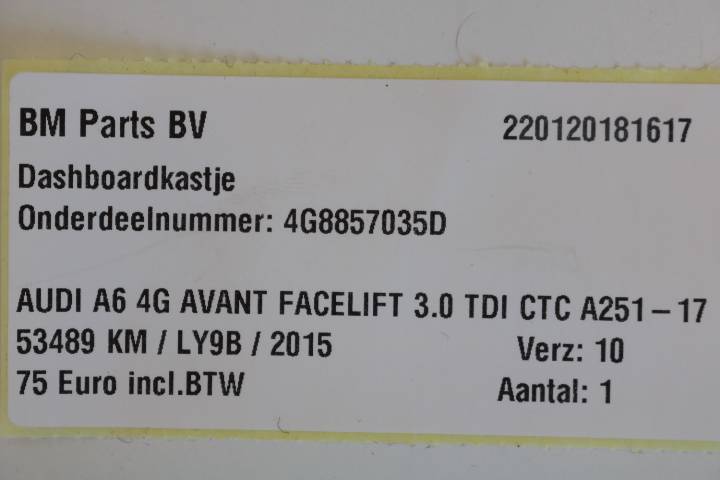 BM Parts BV 220120181617
Dashboardkastje
Onderdeelnummer: 4G8857035D
AUDI A6 4G AVANT FACELIFT 3.0 TDI CTC A251-17
53489 KM / LY9B / 2015 Verz: 10
75 Euro incl.BTW Aantal: 1